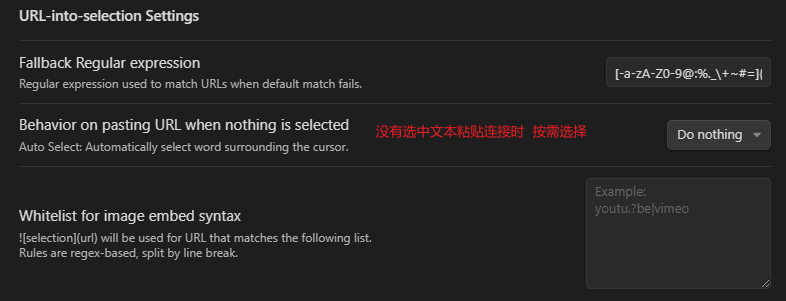 URL-into-selection Settings
Fallback Regular expression
Regular expression used to match URLs when default match fails.
[-a-zA-Z0-9@:%._\+~#=]{
Behavior on pasting URL when nothing is selected
没有选中文本粘贴连接时 按需选择
Auto Select: Automatically select word surrounding the cursor.
Do nothing
Whitelist for image embed syntax
![selection](url) will be used for URL that matches the following list.
Rules are regex-based, split by line break.
Example:
youtu.?be|vimeo